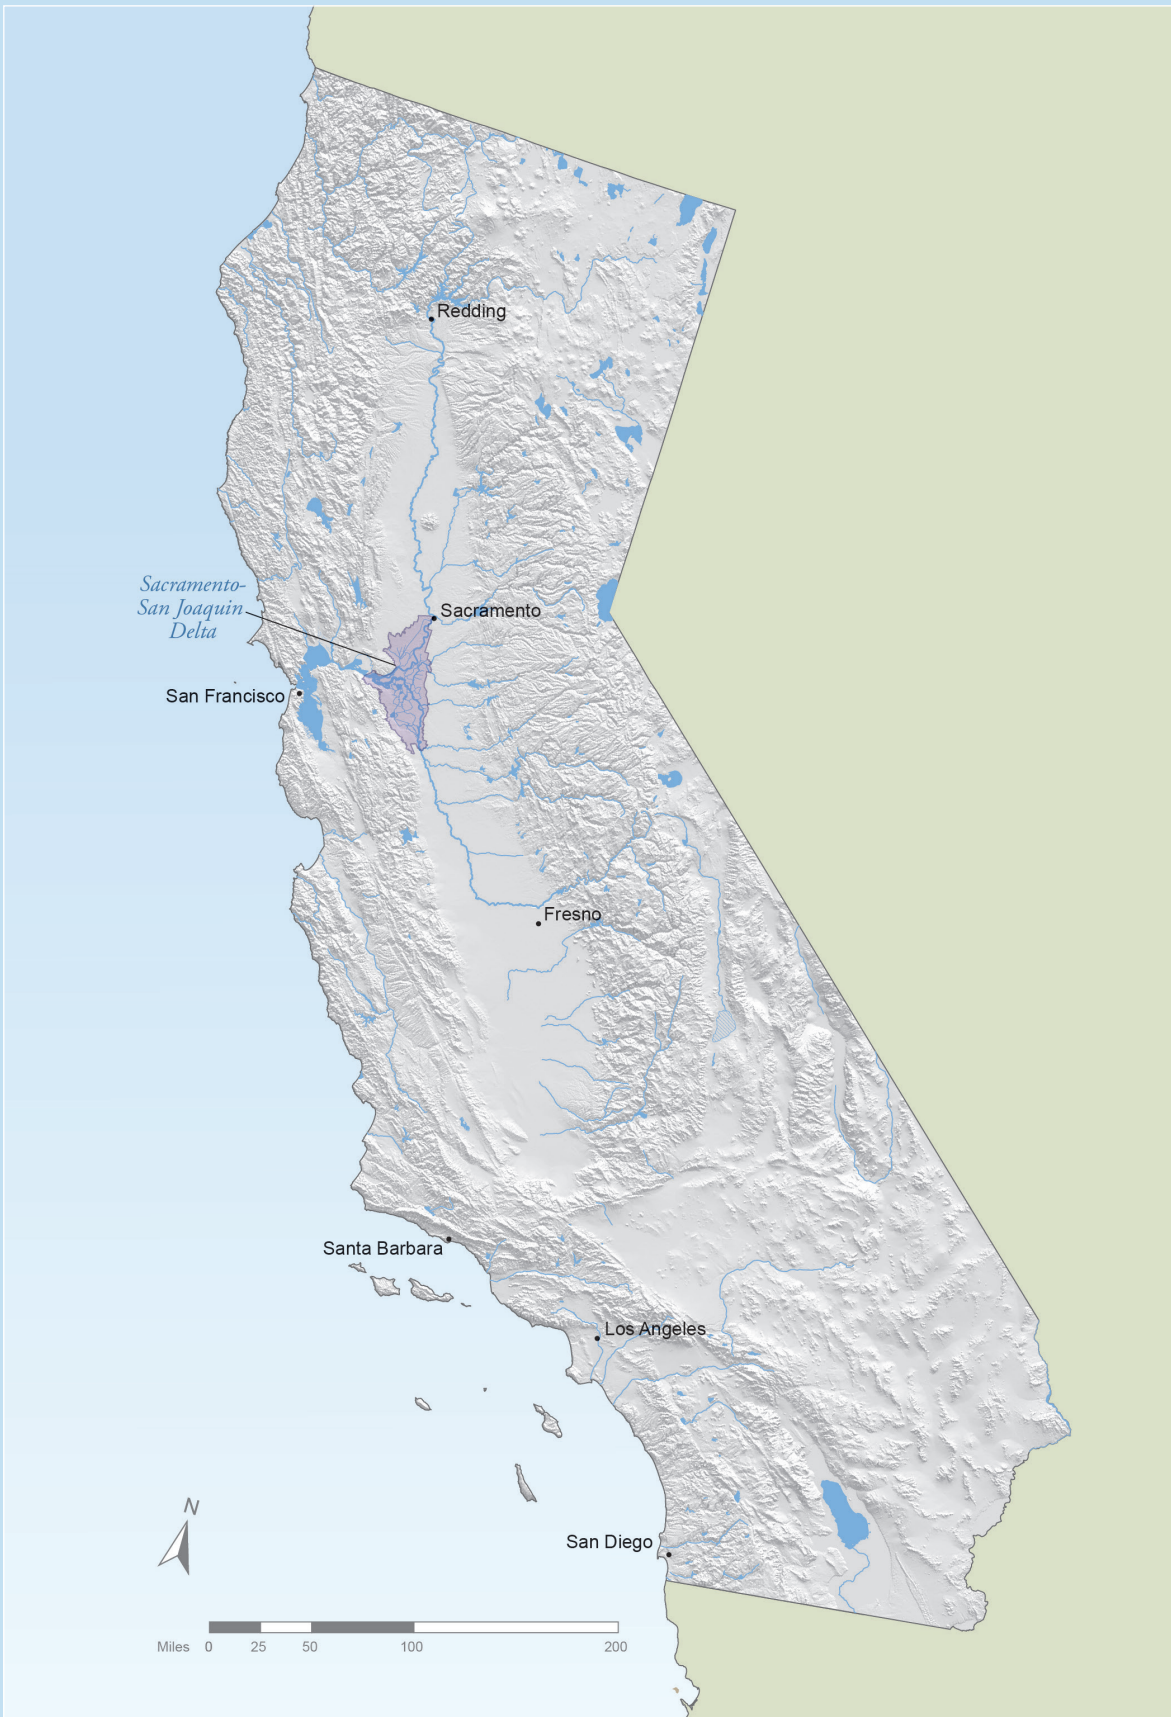 Redding
Sacramento-
San Joaquin
Delta
Sacramento
San Francisco
Fresno
Santa Barbara
Los Angeles
San Diego
N
Miles 0 25 50 100 200